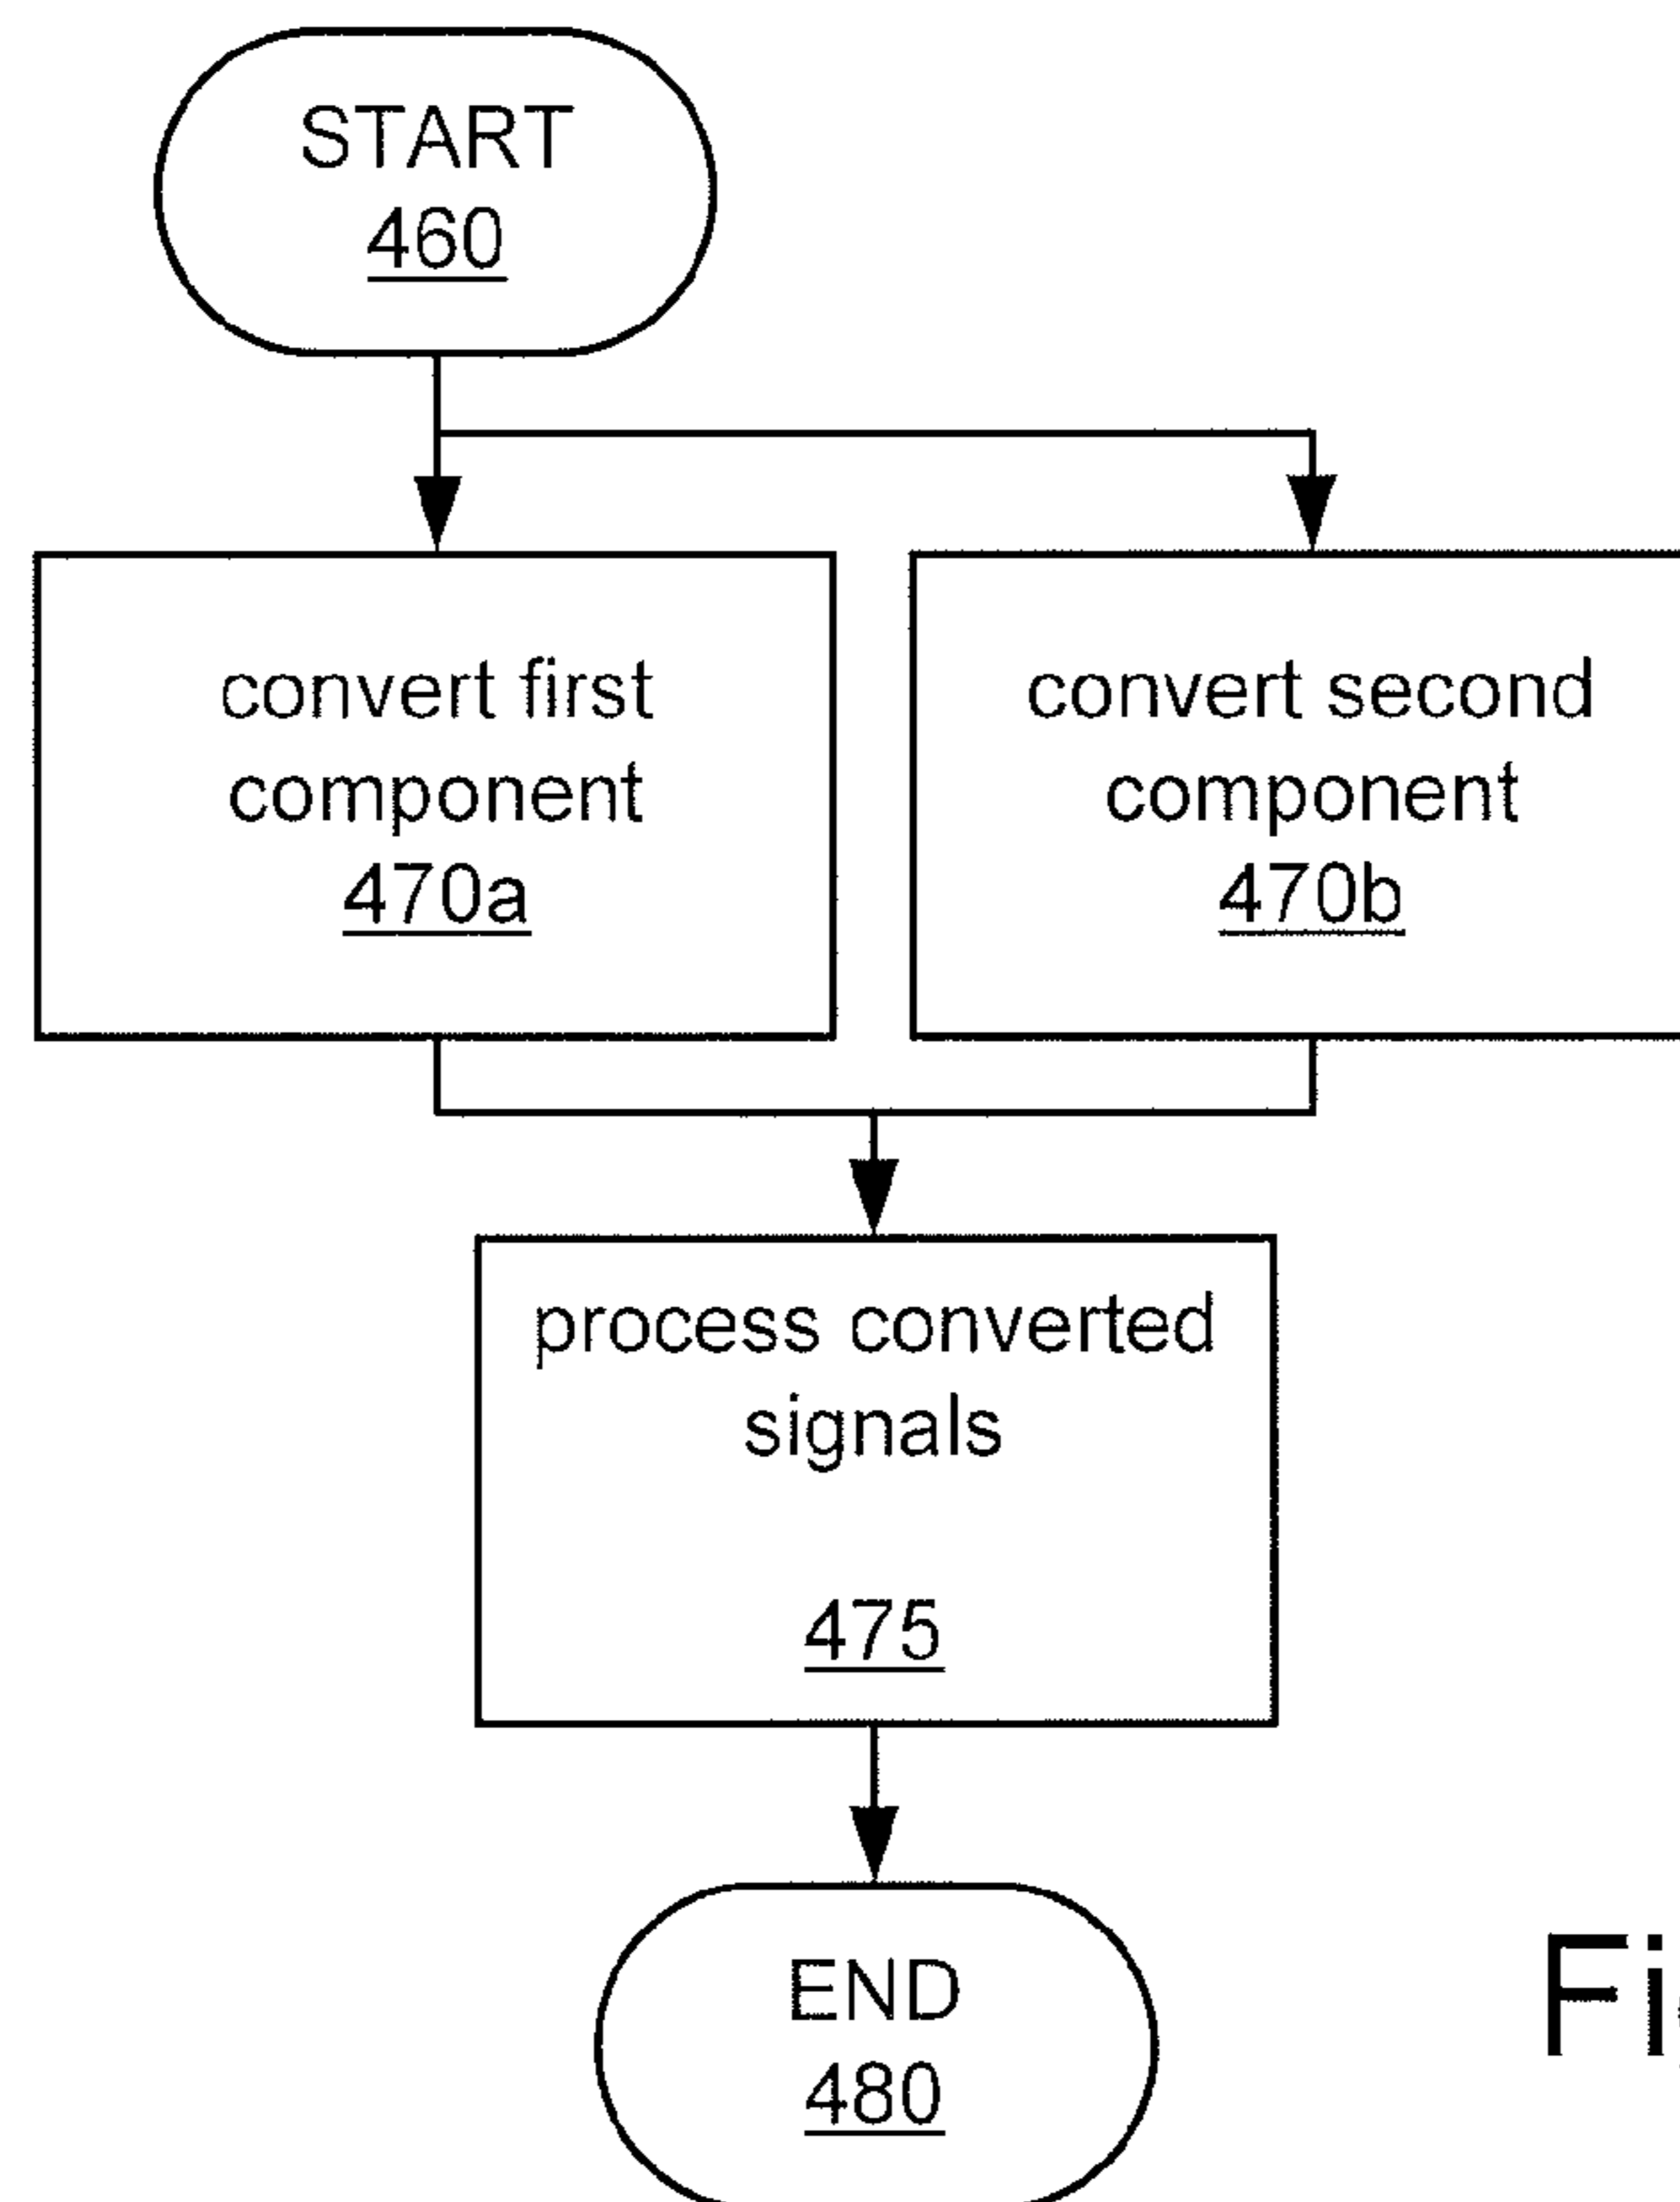 START
460
convert first
component
470a
convert second
component
470b
process converted
signals
475
END
480